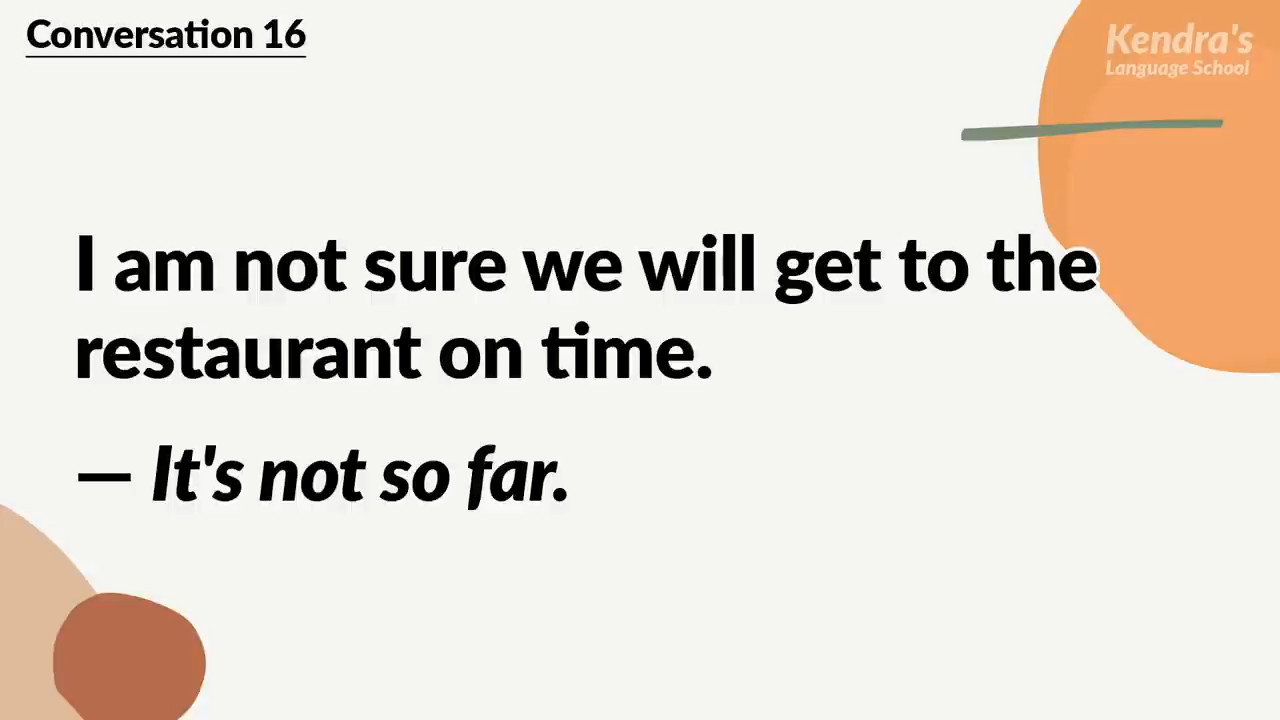 Conversation 16
Kendra's
Language School
I am not sure we will get to the
restaurant on time.
— It's not so far.